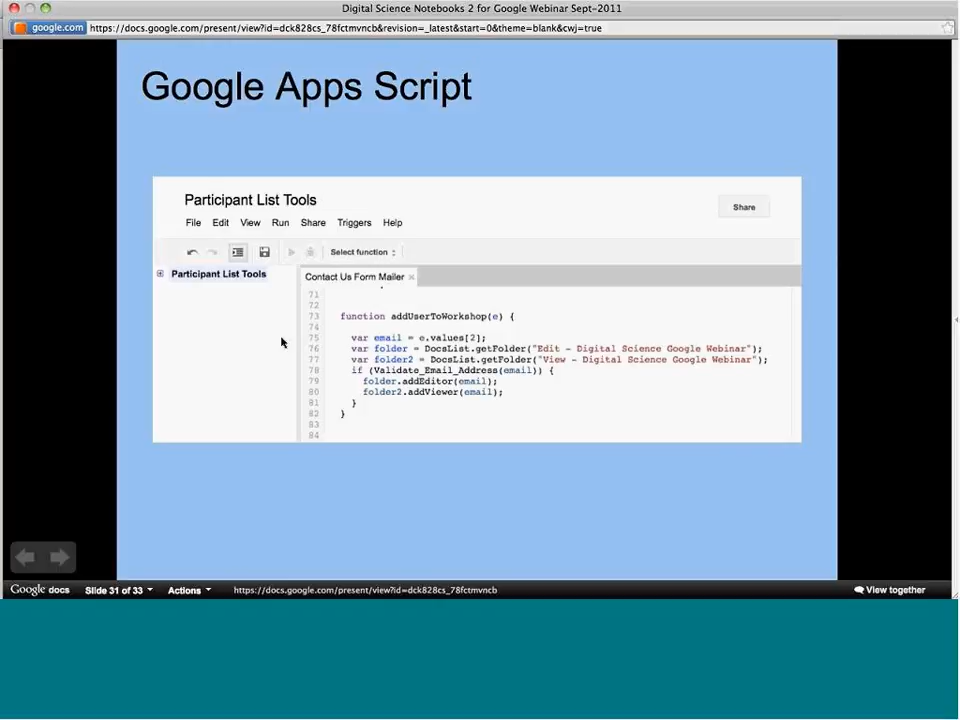 Digital Science Notebooks 2 for Google Webinar Sept-2011
google.com https://docs.google.com/present/view?id=dck828cs_78fctmvncb&revision=_latest&start=0&theme=blank&cwj=true
Google Apps Script
Participant List Tools
Share
File Edit View Run Share Triggers Help
Select function
Participant List Tools
Contact Us Form Mailer ×
71
72
73 function addUserToWorkshop(e) {
74
75 var email = e.values[2];
76 var folder = DocsList.getFolder("Edit - Digital Science Google Webinar");
77 var folder2 = DocsList.getFolder("View - Digital Science Google Webinar");
78 if (Validate_Email_Address(email)) {
79 folder.addEditor(email);
80 folder2.addViewer(email);
81 }
82 }
83
84
Google docs Slide 31 of 33 Actions https://docs.google.com/present/view?id=dck828cs_78fctmvncb View together